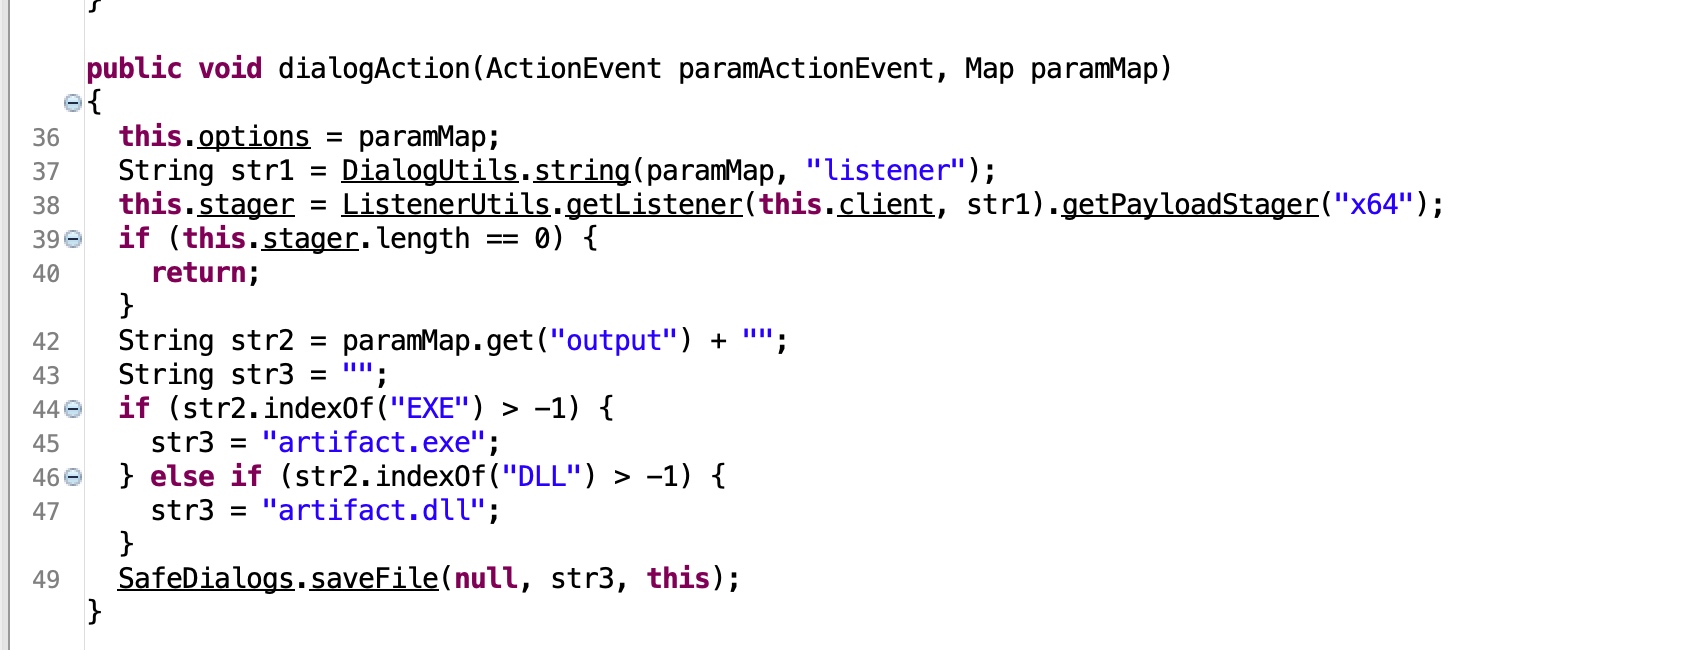 }
public void dialogAction(ActionEvent paramActionEvent, Map paramMap)
{
36 this.options = paramMap;
37 String str1 = DialogUtils.string(paramMap, "listener");
38 this.stager = ListenerUtils.getListener(this.client, str1).getPayloadStager("x64");
39 if (this.stager.length == 0) {
40 return;
}
42 String str2 = paramMap.get("output") + "";
43 String str3 = "";
44 if (str2.indexOf("EXE") > -1) {
45 str3 = "artifact.exe";
46 } else if (str2.indexOf("DLL") > -1) {
47 str3 = "artifact.dll";
}
49 SafeDialogs.saveFile(null, str3, this);
}